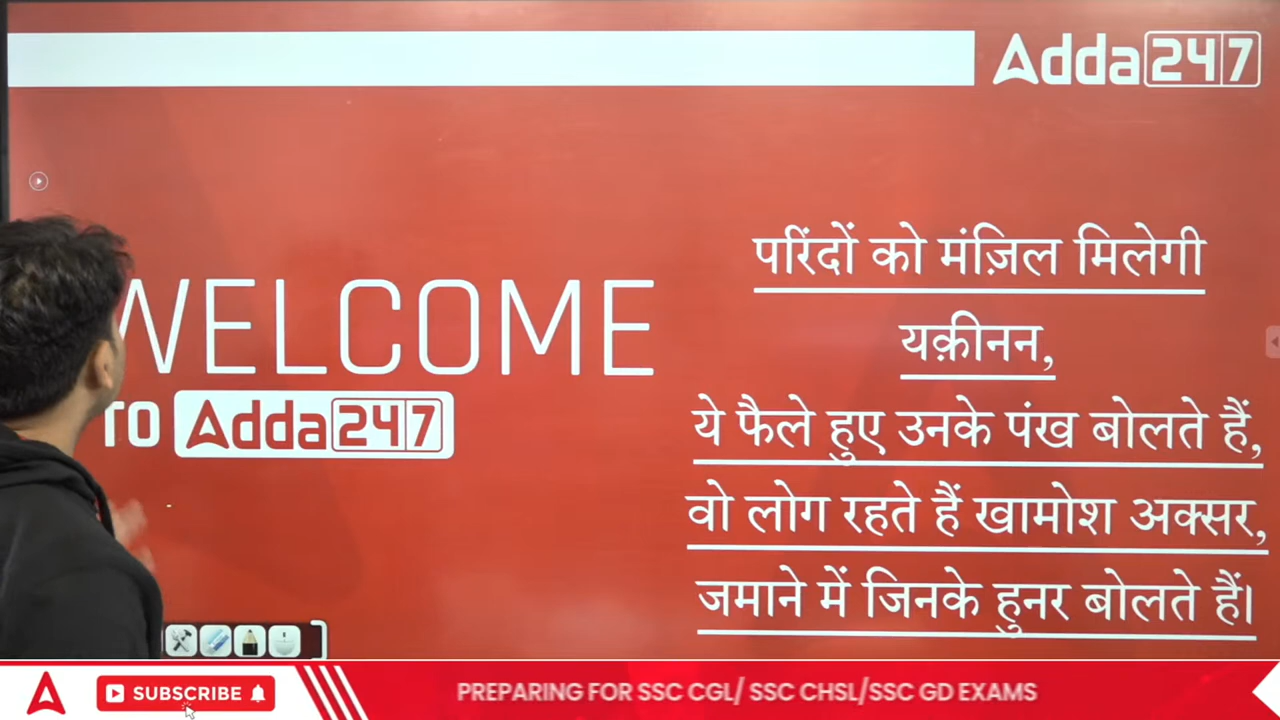 Adda247
WELCOME
TO Adda247
परिंदों को मंज़िल मिलेगी
यक़ीनन,
ये फैले हुए उनके पंख बोलते हैं,
वो लोग रहते हैं खामोश अक्सर,
जमाने में जिनके हुनर बोलते हैं।
SUBSCRIBE
PREPARING FOR SSC CGL/ SSC CHSL/SSC GD EXAMS